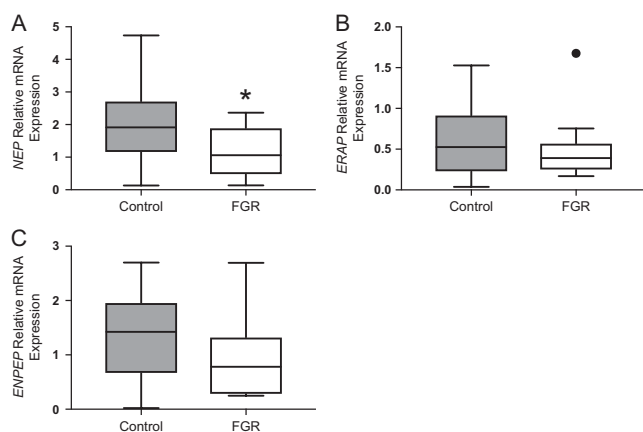 A
NEP Relative mRNA
Expression
5
4
3
2
1
0
*
Control
FGR
B
ERAP Relative mRNA
Expression
2.0
1.5
1.0
0.5
0.0
Control
FGR
C
ENPEP Relative mRNA
Expression
3
2
1
0
Control
FGR